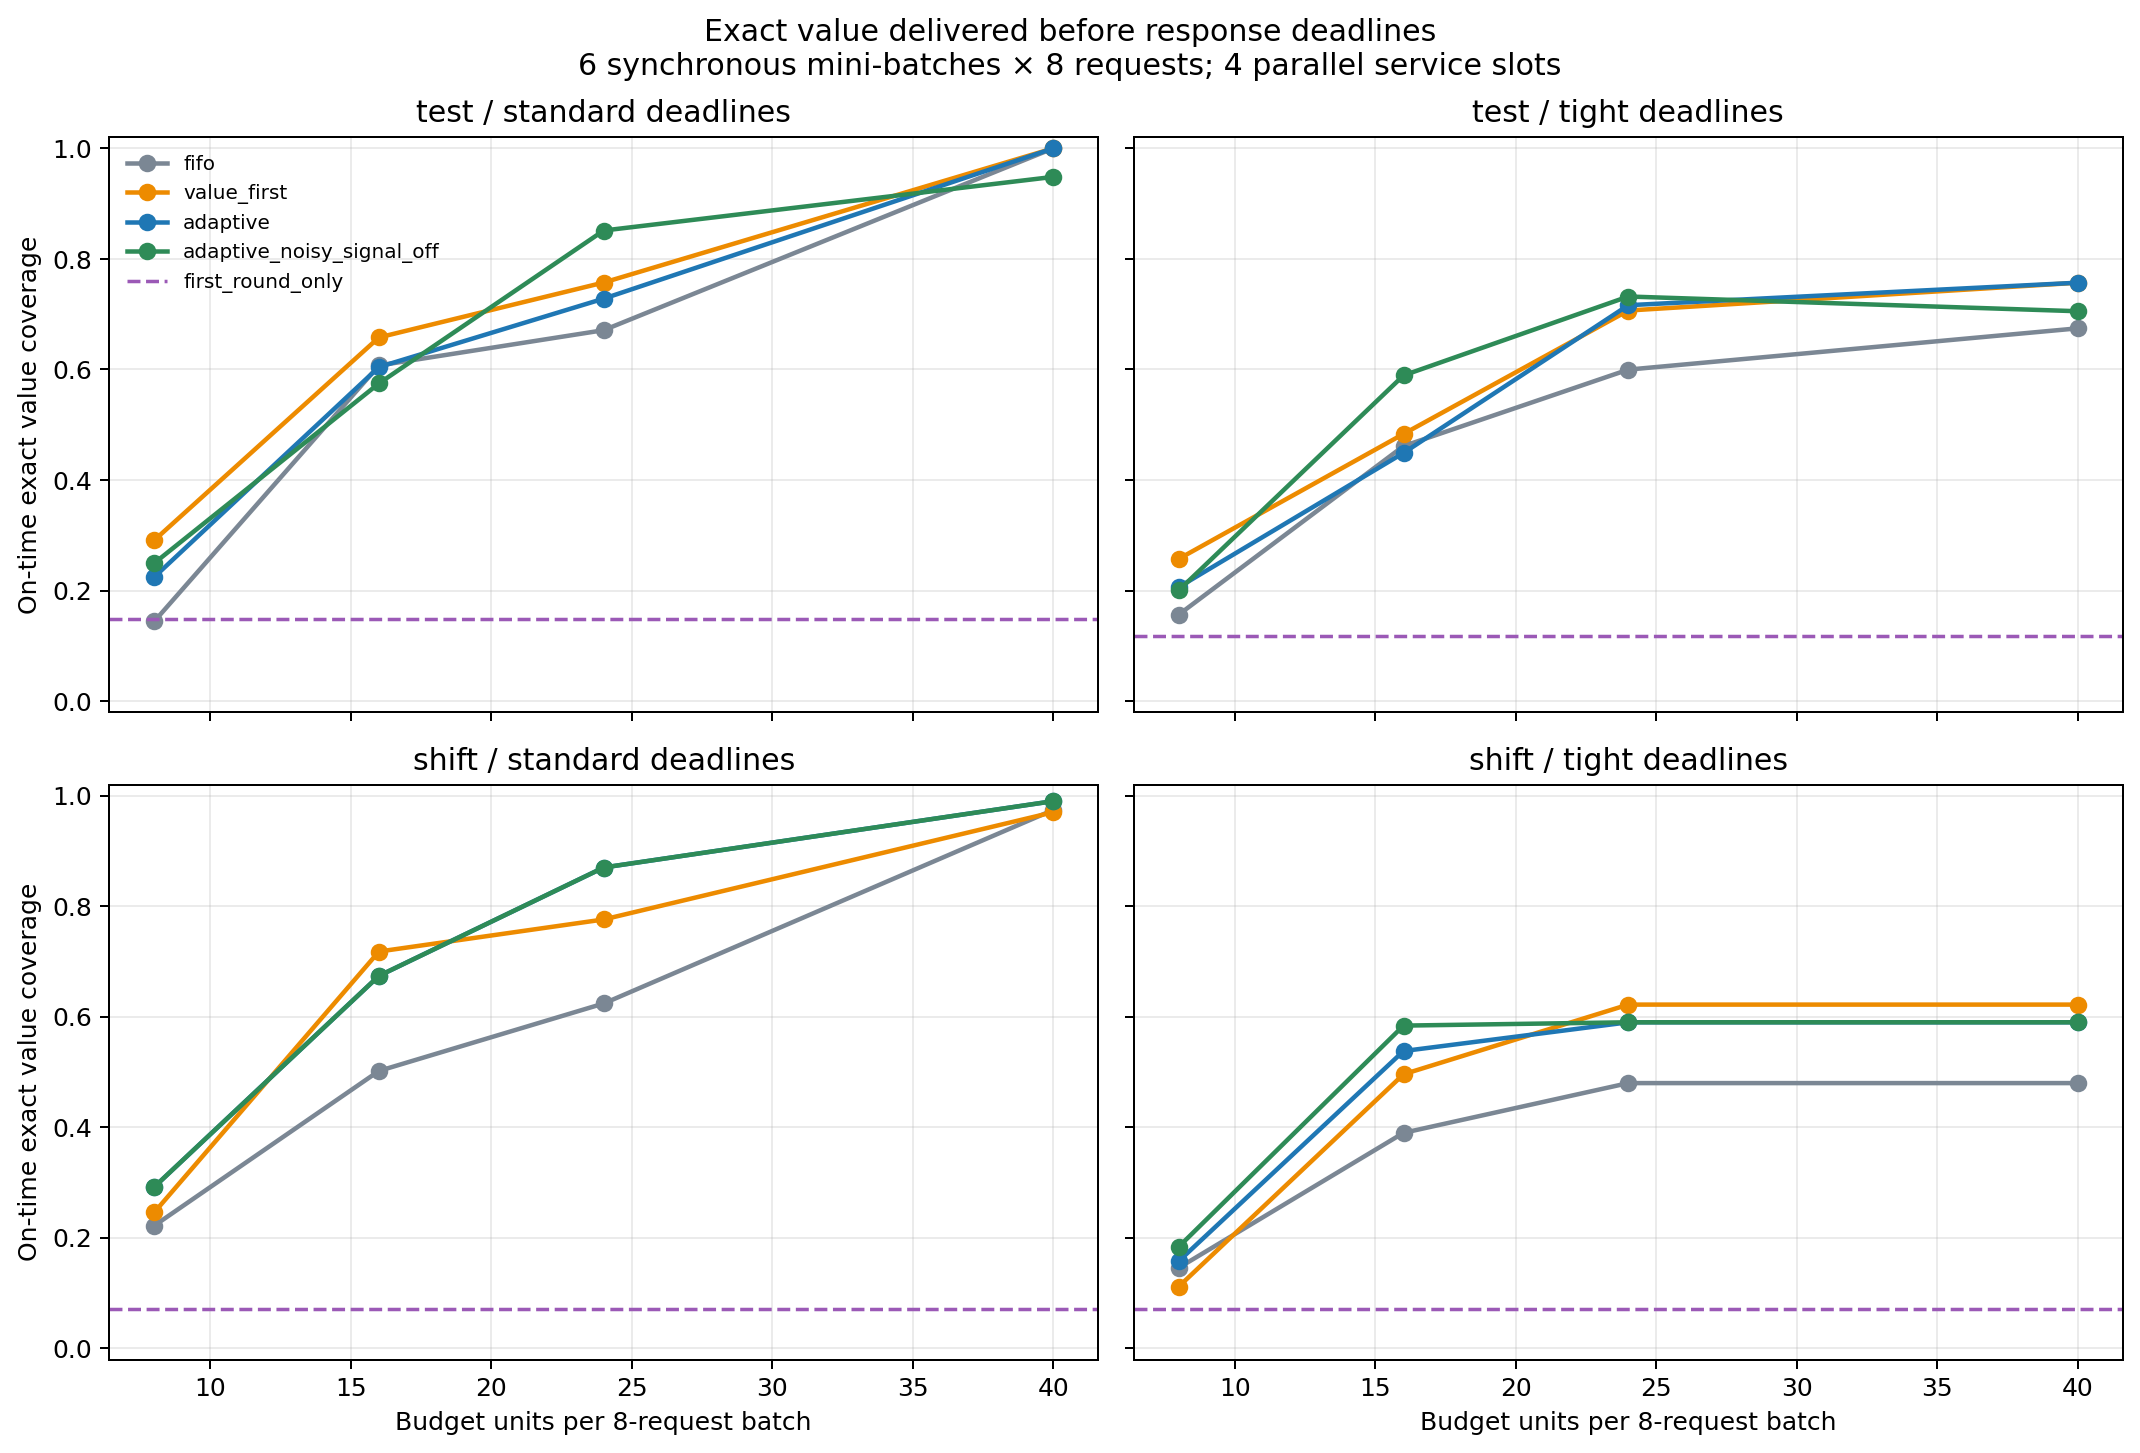 Exact value delivered before response deadlines
6 synchronous mini-batches × 8 requests; 4 parallel service slots
test / standard deadlines
test / tight deadlines
On-time exact value coverage
1.0
0.8
0.6
0.4
0.2
0.0
fifo
value_first
adaptive
adaptive_noisy_signal_off
first_round_only
shift / standard deadlines
shift / tight deadlines
On-time exact value coverage
1.0
0.8
0.6
0.4
0.2
0.0
10 15 20 25 30 35 40
10 15 20 25 30 35 40
Budget units per 8-request batch
Budget units per 8-request batch